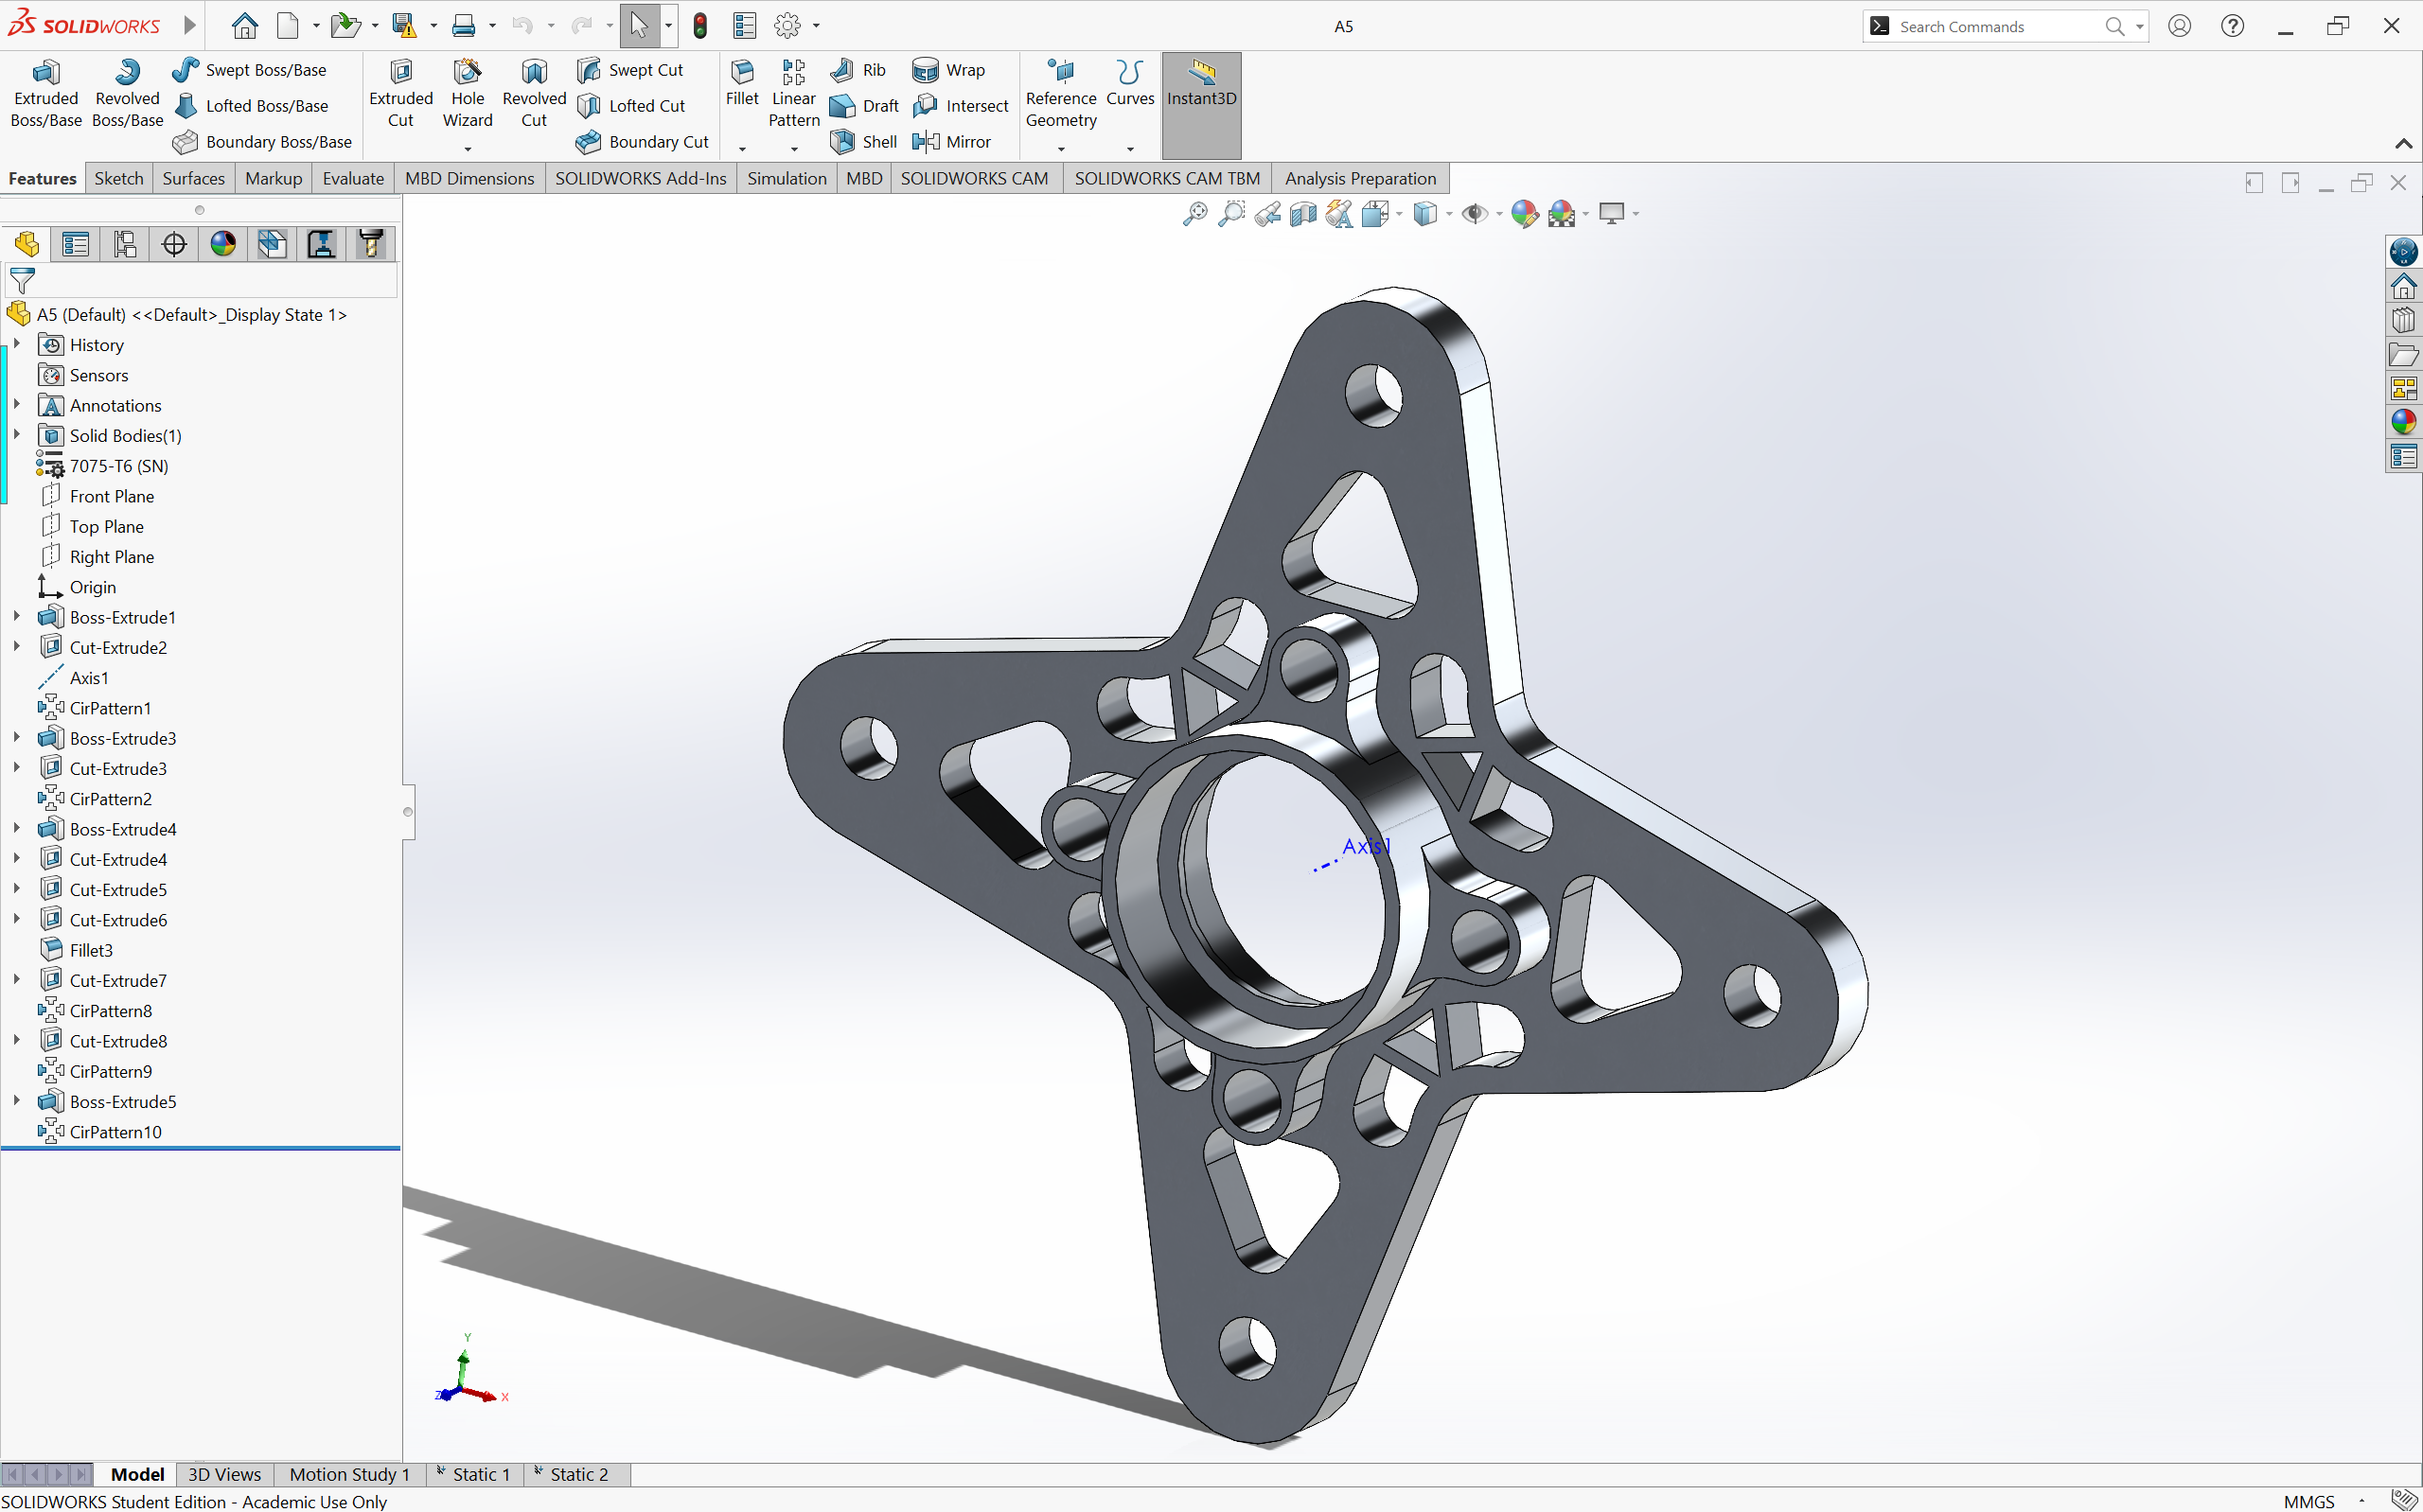 SOLIDWORKS
A5
Search Commands
Extruded Boss/Base
Revolved Boss/Base
Swept Boss/Base
Lofted Boss/Base
Boundary Boss/Base
Extruded Cut
Hole Wizard
Revolved Cut
Swept Cut
Lofted Cut
Boundary Cut
Fillet
Linear Pattern
Rib
Draft
Shell
Wrap
Intersect
Mirror
Reference Geometry
Curves
Instant3D
Features Sketch Surfaces Markup Evaluate MBD Dimensions SOLIDWORKS Add-Ins Simulation MBD SOLIDWORKS CAM SOLIDWORKS CAM TBM Analysis Preparation
A5 (Default) <<Default>_Display State 1>
History
Sensors
Annotations
Solid Bodies(1)
7075-T6 (SN)
Front Plane
Top Plane
Right Plane
Origin
Boss-Extrude1
Cut-Extrude2
Axis1
CirPattern1
Boss-Extrude3
Cut-Extrude3
CirPattern2
Boss-Extrude4
Cut-Extrude4
Cut-Extrude5
Cut-Extrude6
Fillet3
Cut-Extrude7
CirPattern8
Cut-Extrude8
CirPattern9
Boss-Extrude5
CirPattern10
Axis1
Y
Z
X
Model 3D Views Motion Study 1 Static 1 Static 2
SOLIDWORKS Student Edition - Academic Use Only
MMGS